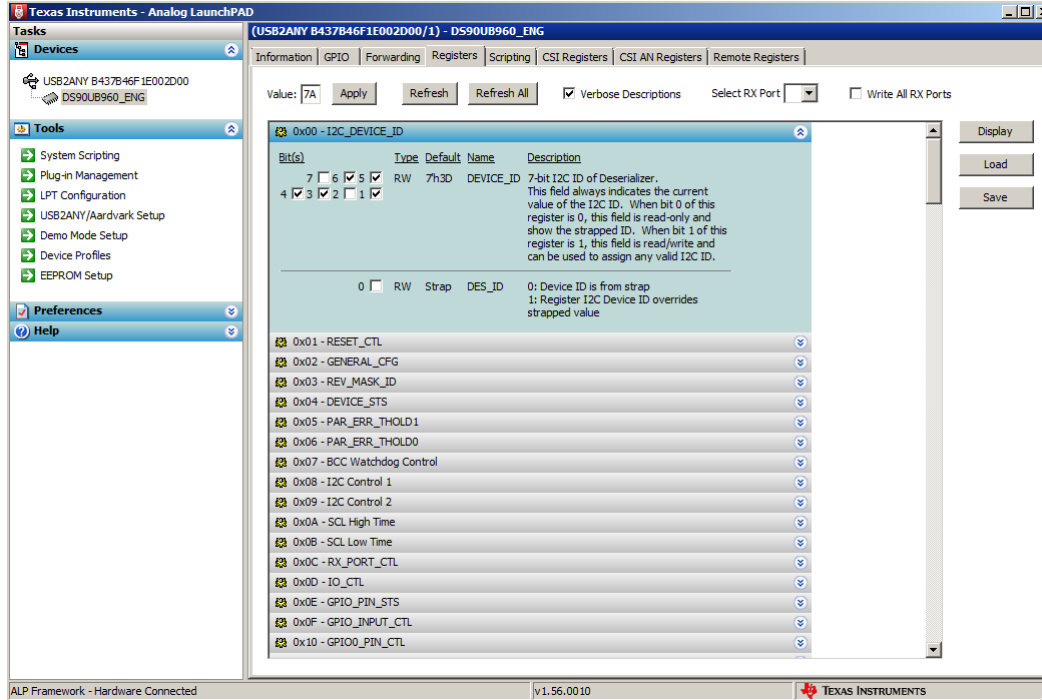 Texas Instruments - Analog LaunchPAD
Tasks
Devices
USB2ANY B437B46F1E002D00
DS90UB960_ENG
Tools
System Scripting
Plug-in Management
LPT Configuration
USB2ANY/Aardvark Setup
Demo Mode Setup
Device Profiles
EEPROM Setup
Preferences
Help
(USB2ANY B437B46F1E002D00/1) - DS90UB960_ENG
Information GPIO Forwarding Registers Scripting CSI Registers CSI AN Registers Remote Registers
Value: 7A Apply Refresh Refresh All Verbose Descriptions Select RX Port Write All RX Ports
Display
Load
Save
0x00 - I2C_DEVICE_ID
Bit(s) Type Default Name Description
7 6 5 RW 7'h3D DEVICE_ID 7-bit I2C ID of Deserializer.
4 3 2 1 This field always indicates the current
value of the I2C ID. When bit 0 of this
register is 0, this field is read-only and
show the strapped ID. When bit 1 of this
register is 1, this field is read/write and
can be used to assign any valid I2C ID.
0 RW Strap DES_ID 0: Device ID is from strap
1: Register I2C Device ID overrides
strapped value
0x01 - RESET_CTL
0x02 - GENERAL_CFG
0x03 - REV_MASK_ID
0x04 - DEVICE_STS
0x05 - PAR_ERR_THOLD1
0x06 - PAR_ERR_THOLD0
0x07 - BCC Watchdog Control
0x08 - I2C Control 1
0x09 - I2C Control 2
0x0A - SCL High Time
0x0B - SCL Low Time
0x0C - RX_PORT_CTL
0x0D - IO_CTL
0x0E - GPIO_PIN_STS
0x0F - GPIO_INPUT_CTL
0x10 - GPIO0_PIN_CTL
ALP Framework - Hardware Connected v1.56.0010 TEXAS INSTRUMENTS